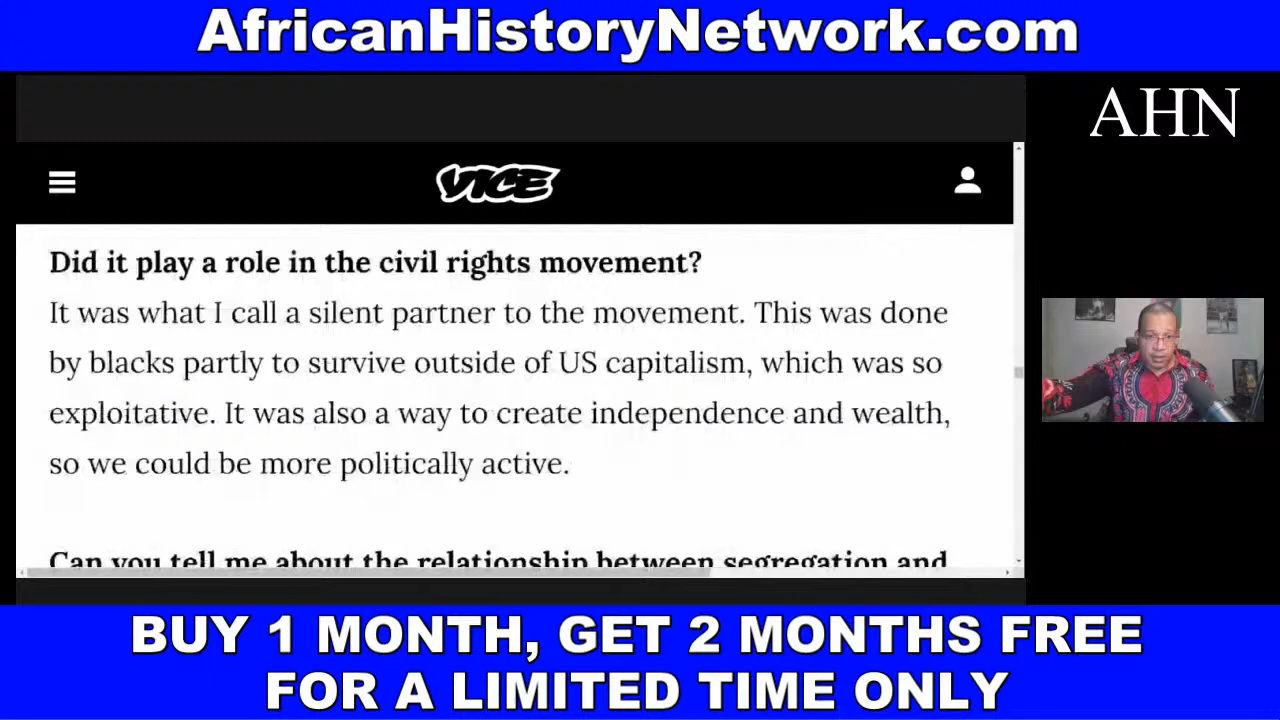 AfricanHistoryNetwork.com
AHN
VICE
Did it play a role in the civil rights movement?
It was what I call a silent partner to the movement. This was done
by blacks partly to survive outside of US capitalism, which was so
exploitative. It was also a way to create independence and wealth,
so we could be more politically active.
Can you tell me about the relationship between segregation and
BUY 1 MONTH, GET 2 MONTHS FREE
FOR A LIMITED TIME ONLY